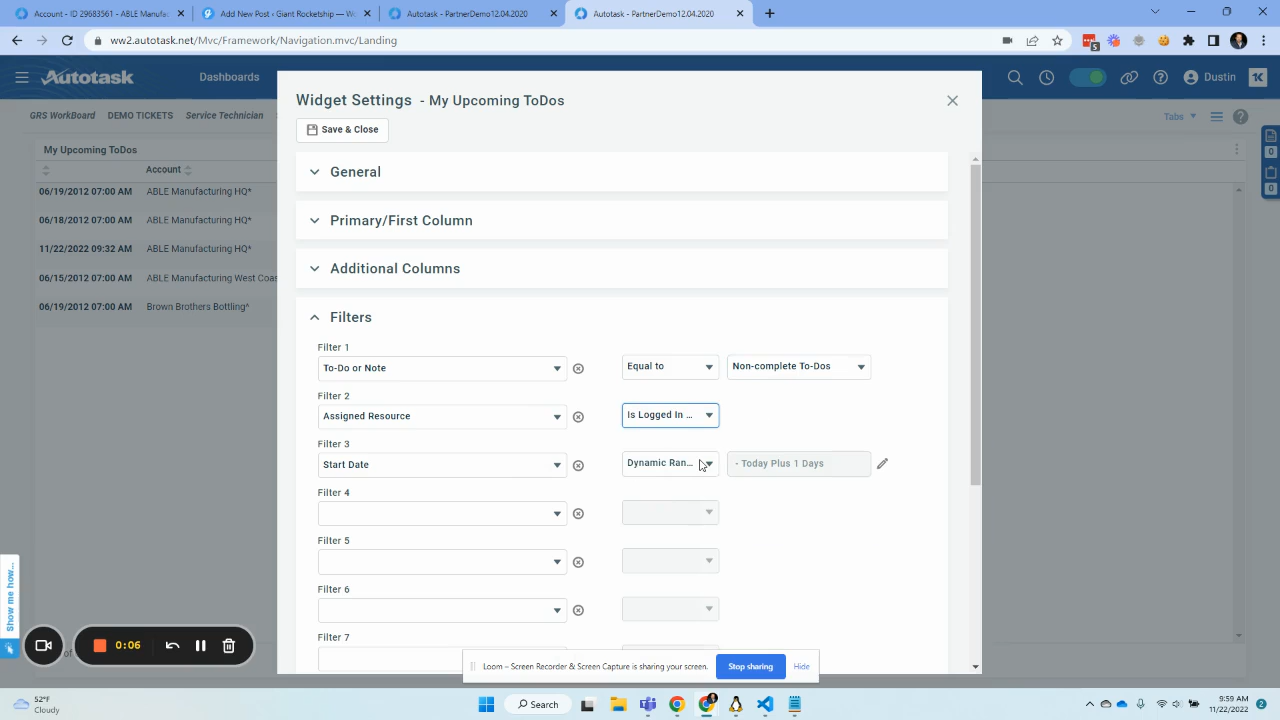 Account - ID 29683561 - ABLE Manufac
Add New Post ‹ Giant Rocketship — W
Autotask - PartnerDemo12.04.2020
Autotask - PartnerDemo12.04.2020
ww2.autotask.net/Mvc/Framework/Navigation.mvc/Landing
5
Autotask
Dashboards
Dustin
GRS WorkBoard
DEMO TICKETS
Service Technician
Tabs
My Upcoming ToDos
Account
0
0
06/19/2012 07:00 AM ABLE Manufacturing HQ*
06/18/2012 07:00 AM ABLE Manufacturing HQ*
11/22/2022 09:32 AM ABLE Manufacturing HQ*
06/15/2012 07:00 AM ABLE Manufacturing West Coas
06/19/2012 07:00 AM Brown Brothers Bottling^
Widget Settings - My Upcoming ToDos
Save & Close
General
Primary/First Column
Additional Columns
Filters
Filter 1
To-Do or Note Equal to Non-complete To-Dos
Filter 2
Assigned Resource Is Logged In ...
Filter 3
Start Date Dynamic Ran... - Today Plus 1 Days
Filter 4
Filter 5
Filter 6
Filter 7
Show me how...
0:06
of
Loom – Screen Recorder & Screen Capture is sharing your screen. Stop sharing Hide
52°F
Cloudy
Search
9:59 AM
11/22/2022
2